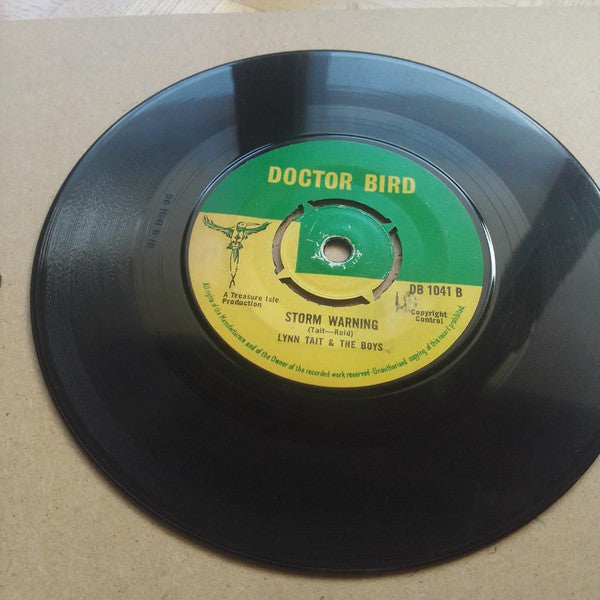 DOCTOR BIRD
DB 1041 B
A Treasure Isle
Production
Copyright
Control
STORM WARNING
(Tait—Reid)
LYNN TAIT & THE BOYS
All rights of the Manufacturer and of the Owner of the recorded work reserved. Unauthorised copying of this record prohibited.